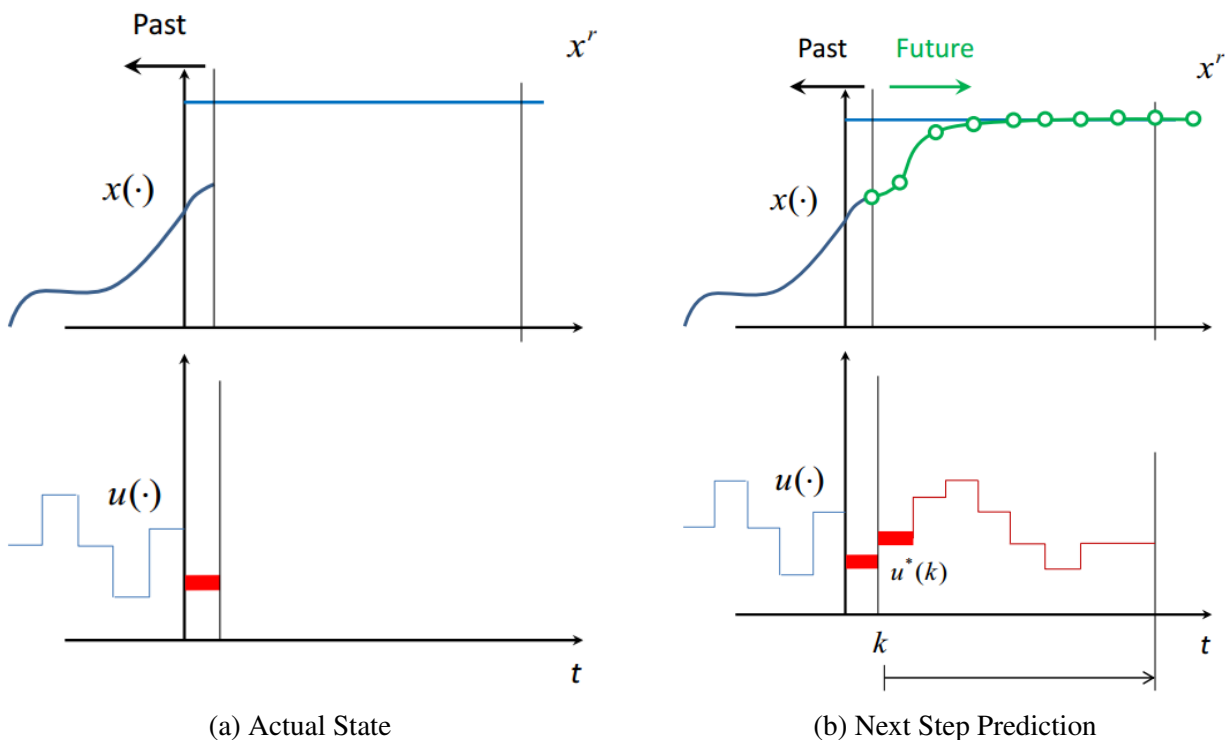 Past
x^r
x(·)
u(·)
t
(a) Actual State
Past Future
x^r
x(·)
u(·)
u^*(k)
k
t
(b) Next Step Prediction